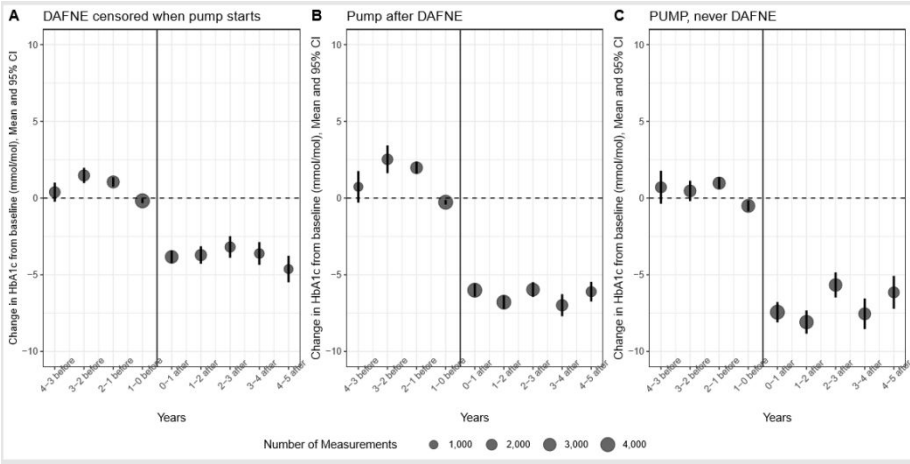 A DAFNE censored when pump starts
Change in HbA1c from baseline (mmol/mol), Mean and 95% CI
10
5
0
−5
−10
4−3 before
3−2 before
2−1 before
1−0 before
0−1 after
1−2 after
2−3 after
3−4 after
4−5 after
Years
B Pump after DAFNE
Change in HbA1c from baseline (mmol/mol), Mean and 95% CI
10
5
0
−5
−10
4−3 before
3−2 before
2−1 before
1−0 before
0−1 after
1−2 after
2−3 after
3−4 after
4−5 after
Years
C PUMP, never DAFNE
Change in HbA1c from baseline (mmol/mol), Mean and 95% CI
10
5
0
−5
−10
4−3 before
3−2 before
2−1 before
1−0 before
0−1 after
1−2 after
2−3 after
3−4 after
4−5 after
Years
Number of Measurements 1,000 2,000 3,000 4,000